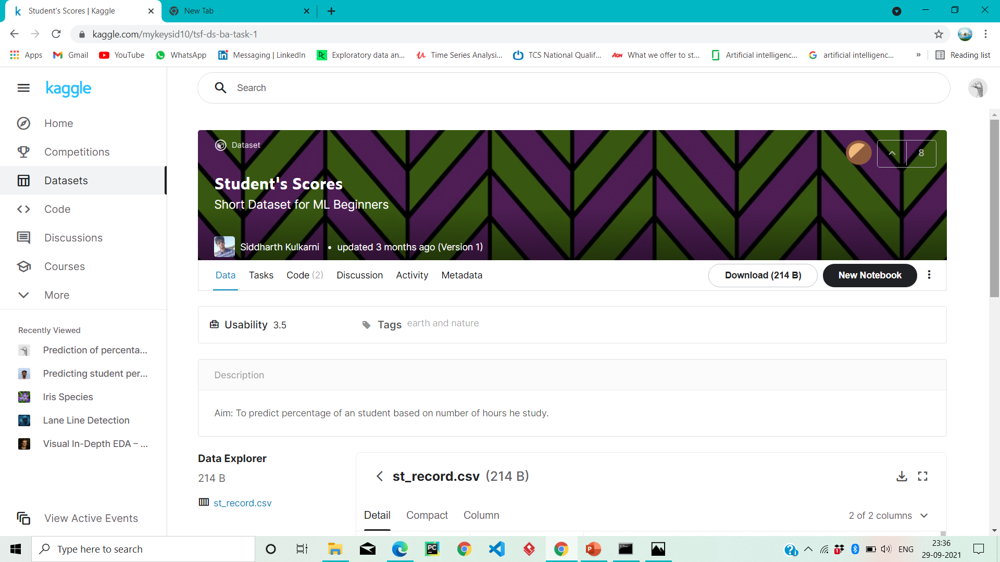 Student's Scores | Kaggle
New Tab
kaggle.com/mykeysid10/tsf-ds-ba-task-1
Apps
Gmail
YouTube
WhatsApp
Messaging | LinkedIn
Exploratory data an...
Time Series Analysi...
TCS National Qualif...
What we offer to st...
Artificial intelligenc...
artificial intelligenc...
»
Reading list
kaggle
Search
Home
Competitions
Datasets
Code
Discussions
Courses
More
Recently Viewed
Prediction of percenta...
Predicting student per...
Iris Species
Lane Line Detection
Visual In-Depth EDA – ...
View Active Events
Dataset
8
Student's Scores
Short Dataset for ML Beginners
Siddharth Kulkarni • updated 3 months ago (Version 1)
Data
Tasks
Code (2)
Discussion
Activity
Metadata
Download (214 B)
New Notebook
Usability 3.5
Tags earth and nature
Description
Aim: To predict percentage of an student based on number of hours he study.
Data Explorer
214 B
st_record.csv
st_record.csv (214 B)
Detail
Compact
Column
2 of 2 columns
Type here to search
ENG
23:36
29-09-2021